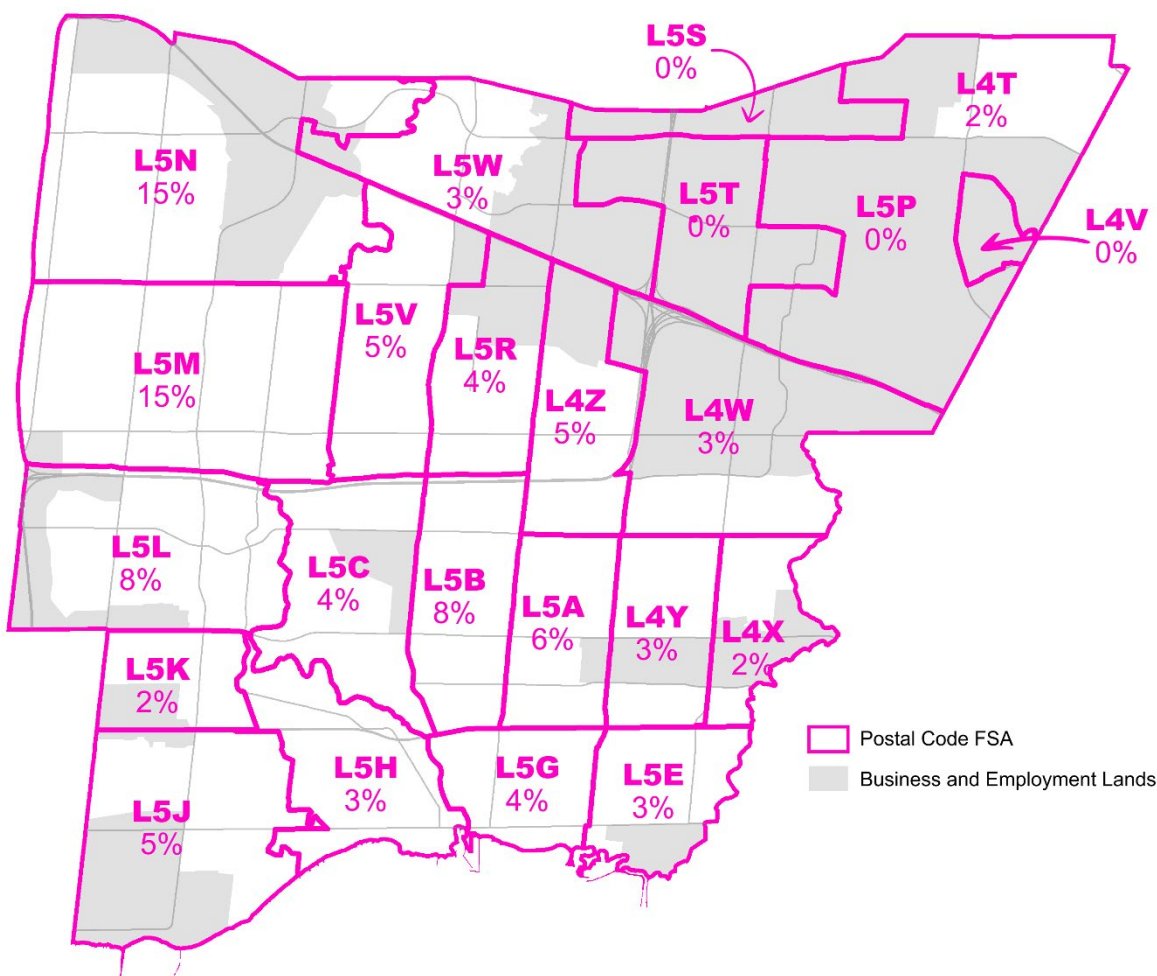 L5S
0%
L4T
2%
L5N
15%
L5W
3%
L5T
0%
L5P
0%
L4V
0%
L5V
5%
L5M
15%
L5R
4%
L4Z
5%
L4W
3%
L5L
8%
L5C
4%
L5B
8%
L5A
6%
L4Y
3%
L4X
2%
L5K
2%
L5H
3%
L5G
4%
L5E
3%
L5J
5%
Postal Code FSA
Business and Employment Lands